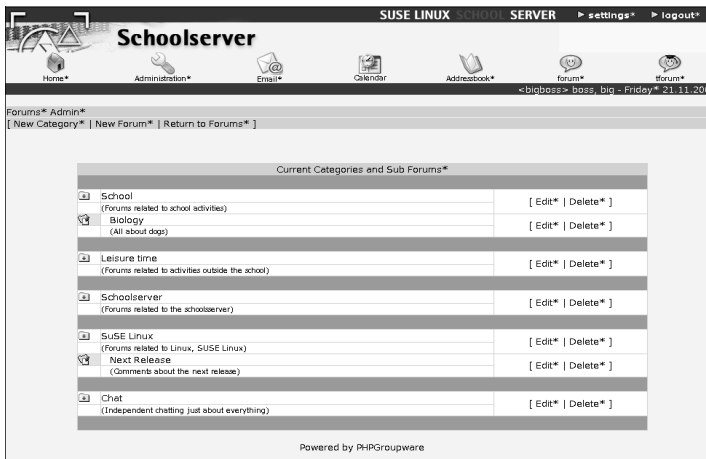 SUSE LINUX SCHOOL SERVER ► settings* ► logout*
Schoolserver
Home* Administration* Email* Calendar Addressbook* forum* tforum*
<bigboss> boss, big - Friday* 21.11.200
Forums* Admin*
[ New Category* | New Forum* | Return to Forums* ]
Current Categories and Sub Forums*
School
(Forums related to school activities)
[ Edit* | Delete* ]
Biology
(All about dogs)
[ Edit* | Delete* ]
Leisure time
(Forums related to activities outside the school)
[ Edit* | Delete* ]
Schoolserver
(Forums related to the schoolsserver)
[ Edit* | Delete* ]
SuSE Linux
(Forums related to Linux, SUSE Linux)
[ Edit* | Delete* ]
Next Release
(Comments about the next release)
[ Edit* | Delete* ]
Chat
(Independent chatting just about everything)
[ Edit* | Delete* ]
Powered by PHPGroupware